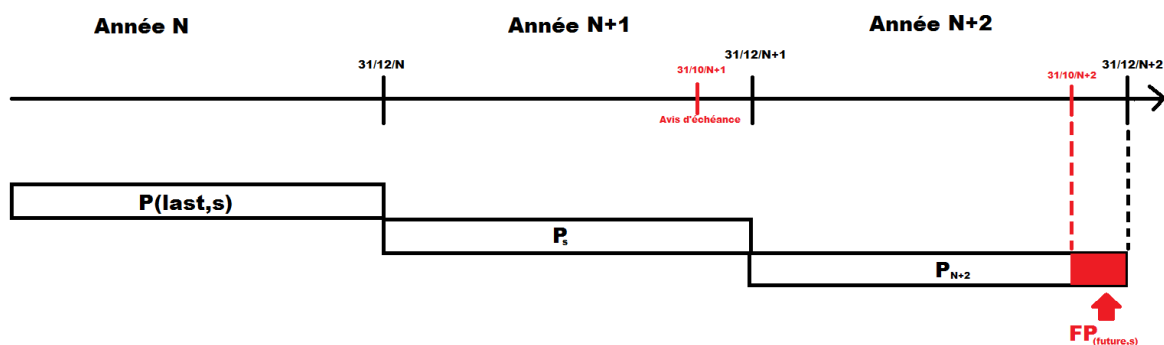 Année N
Année N+1
Année N+2
31/12/N
31/10/N+1
31/12/N+1
31/10/N+2
31/12/N+2
Avis d'échéance
P(last,s)
Ps
PN+2
FP(future,s)